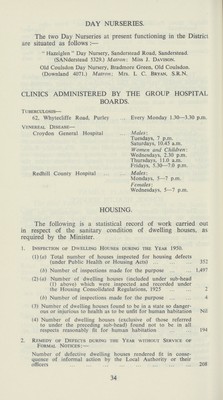 DAY NURSERIES.
The two Day Nurseries at present functioning in the District
are situated as follows :—
" Hazelglen " Day Nursery, Sanderstead Road, Sanderstead.
(SANderstead 5328.) Matron: Miss J. Davison.
Old Coulsdon Day Nursery, Bradmore Green, Old Coulsdon.
(Downland 4071.) Matron: Mrs. I. C. Bryan, S.R.N.
CLINICS ADMINISTERED BY THE GROUP HOSPITAL
BOARDS.
Tuberculosis—
62, Whytecliffe Road, Purley ... Every Monday 1.30—3.30 p.m.
Venereal Disease—
Croydon General Hospital ... Males:
Tuesdays, 7 p.m.
Saturdays, 10.45 a.m.
Women and Children:
Wednesdays, 2.30 p.m.
Thursdays, 11.0 a.m.
Fridays, 5.30—7.0 p.m.
Redhill County Hospital ... Males:
Mondays, 5—7 p.m.
Females:
Wednesdays, 5—7 p.m.
HOUSING.
The following is a statistical record of work carried out
in respect of the sanitary condition of dwelling houses, as
required by the Minister.
1. Inspection of Dwelling Houses during the Year 1950.
(1) (a) Total number of houses inspected for housing defects
(under Public Health or Housing Acts) ... 352
(b) Number of inspections made for the purpose ... 1,497
(2) (a) Number of dwelling houses (included under sub-head
(1) above) which were inspected and recorded under
the Housing Consolidated Regulations, 1925 ... 2
(b) Number of inspections made for the purpose ... 4
(3) Number of dwelling houses found to be in a state so danger-
ous or injurious to health as to be unfit for human habitation
(4) Number of dwelling houses (exclusive of those referred
to under the preceding sub-head) found not to be in all
respects reasonably fit for human habitation 194
2. Remedy of Defects during the Year without Service of
Formal Notices:—
Number of defective dwelling houses rendered fit in conse-
quence of informal action by the Local Authority or their
officers ... 208
34